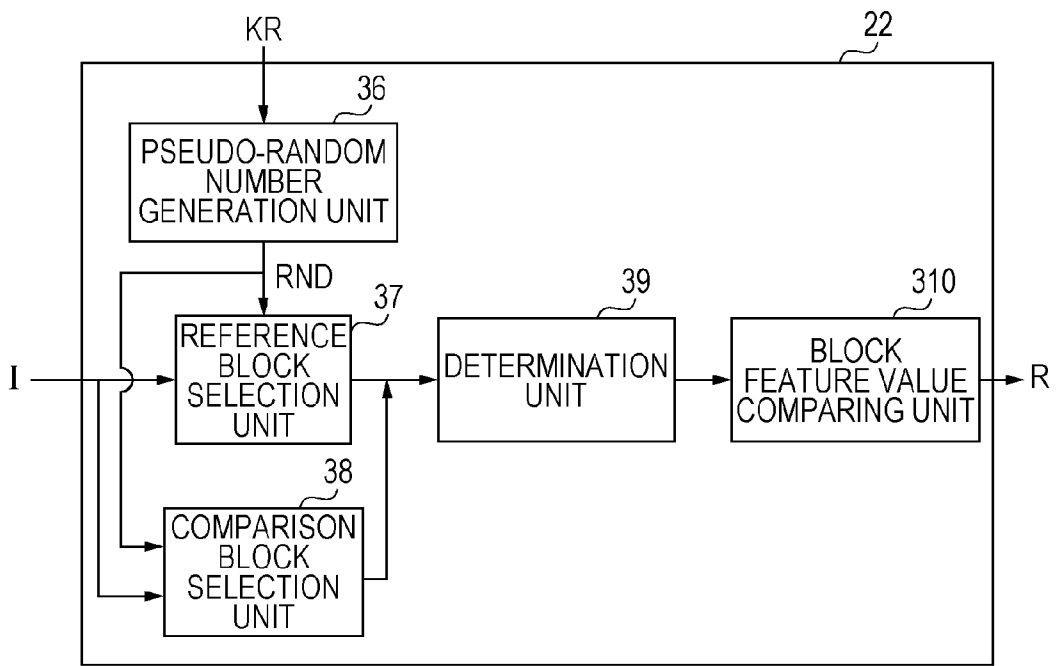 KR
22
36
PSEUDO-RANDOM
NUMBER
GENERATION UNIT
RND
37
39
310
REFERENCE
BLOCK
SELECTION
UNIT
I
DETERMINATION
UNIT
BLOCK
FEATURE VALUE
COMPARING UNIT
R
38
COMPARISON
BLOCK
SELECTION
UNIT